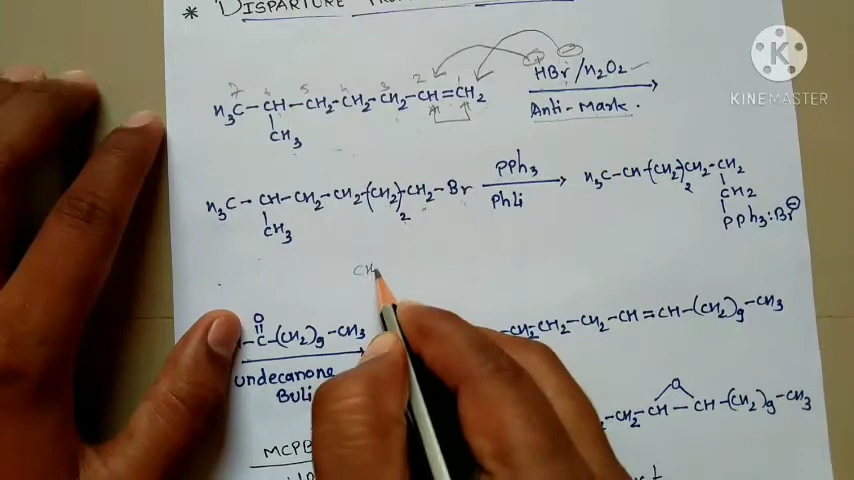 * DISPARTURE
KINEMASTER
7 6 5 4 3 2 1
H3C-CH-CH2-CH2-CH2-CH=CH2
CH3
+ -
HBr/H2O2
Anti-Mark.
H3C-CH-CH2-CH2-(CH2)2-CH2-Br
CH3
PPh3
PhLi
H3C-CH-(CH2)2-CH2-CH2
CH2
PPh3:Br⊖
CH
O
-C-(CH2)9-CH3
undecanone
BuLi
CH2-CH2-CH2-CH=CH-(CH2)9-CH3
MCPB
O
-CH2-CH-CH-(CH2)9-CH3